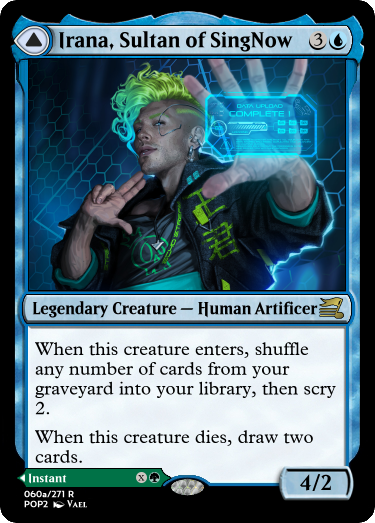 Irana, Sultan of SingNow 3
DATA UPLOAD
COMPLETE !
Legendary Creature — Human Artificer
When this creature enters, shuffle
any number of cards from your
graveyard into your library, then scry
2.
When this creature dies, draw two
cards.
Instant X
4/2
060a/271 R
POP2 Vael